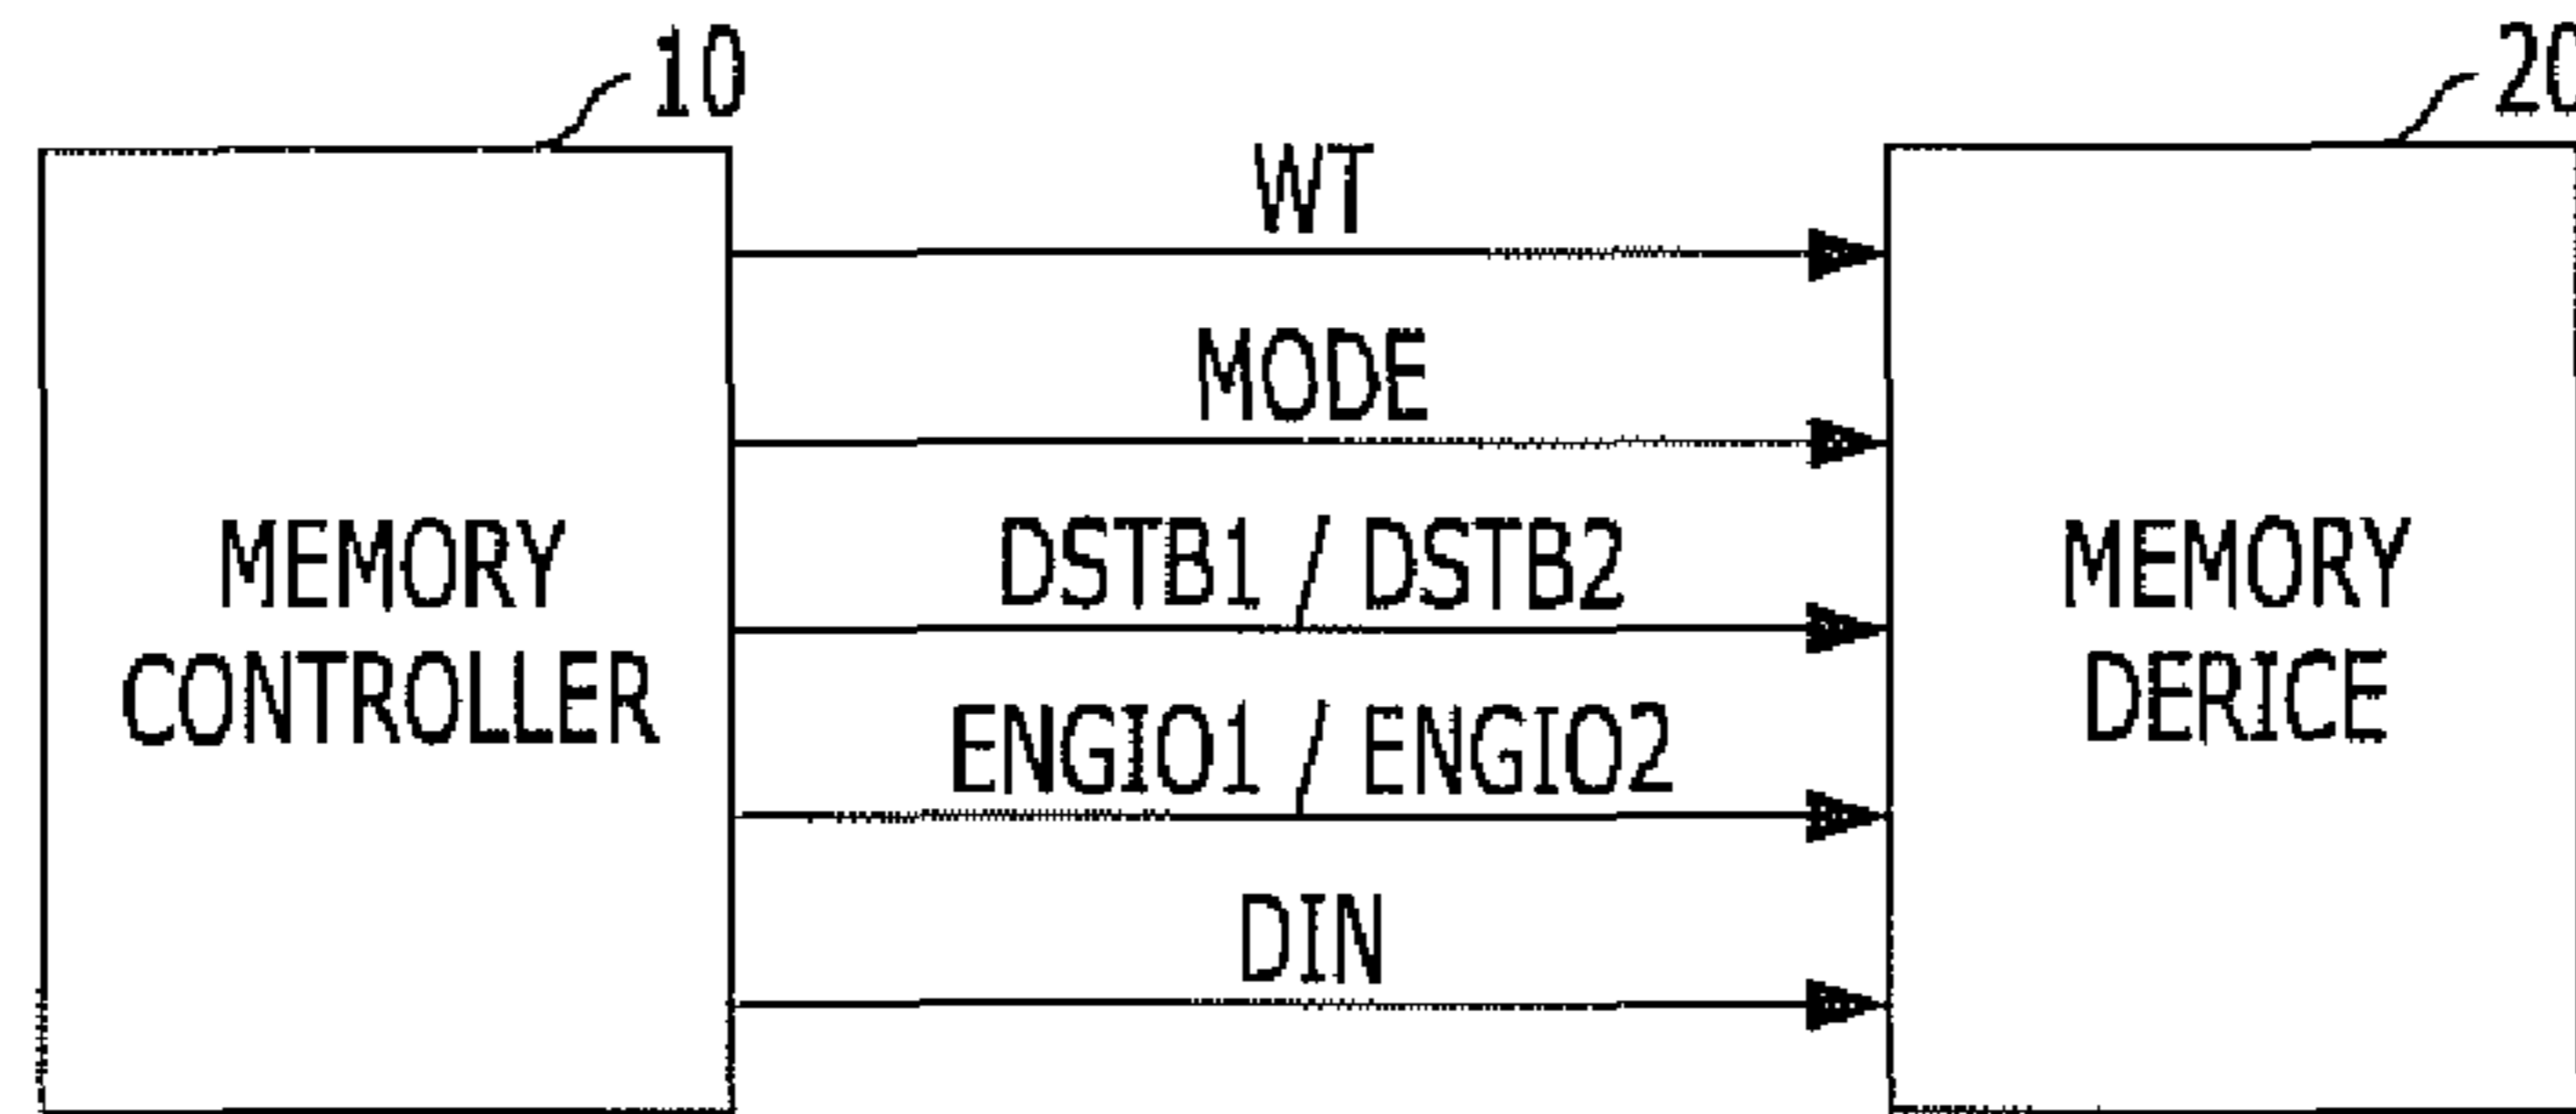 10
20
WT
MODE
DSTB1 / DSTB2
ENGIO1 / ENGIO2
DIN
MEMORY
CONTROLLER
MEMORY
DERICE